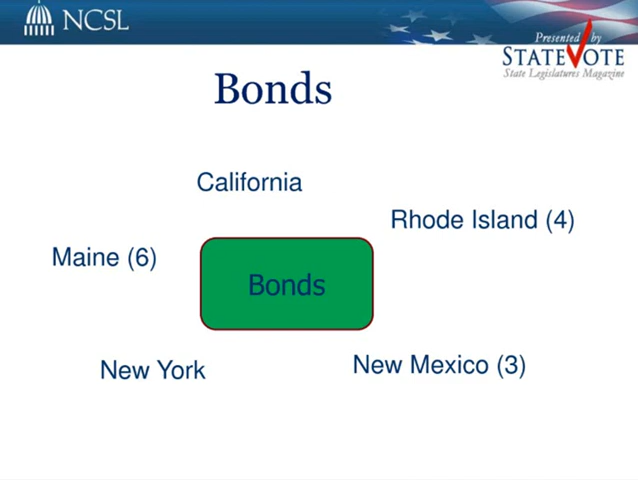 NCSL
Presented by
STATEVOTE
State Legislatures Magazine
Bonds
California
Rhode Island (4)
Maine (6)
Bonds
New York
New Mexico (3)